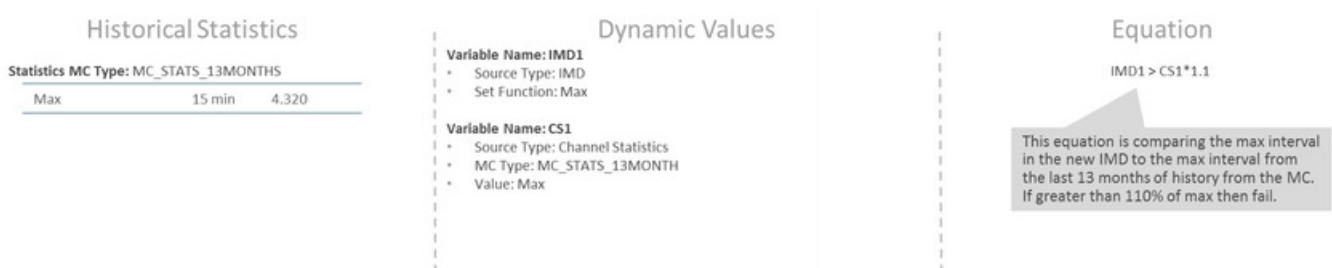 Historical Statistics
Statistics MC Type: MC_STATS_13MONTHS
Max 15 min 4.320
Dynamic Values
Variable Name: IMD1
• Source Type: IMD
• Set Function: Max
Variable Name: CS1
• Source Type: Channel Statistics
• MC Type: MC_STATS_13MONTH
• Value: Max
Equation
IMD1 > CS1*1.1
This equation is comparing the max interval
in the new IMD to the max interval from
the last 13 months of history from the MC.
If greater than 110% of max then fail.